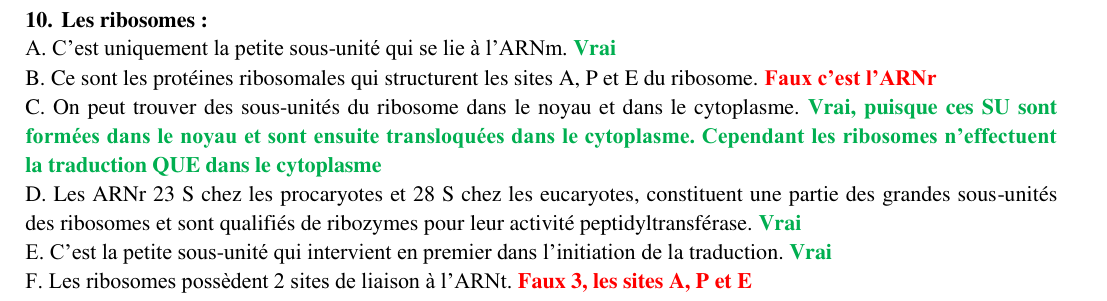 10. Les ribosomes :
A. C'est uniquement la petite sous-unité qui se lie à l'ARNm. Vrai
B. Ce sont les protéines ribosomales qui structurent les sites A, P et E du ribosome. Faux c'est l'ARNr
C. On peut trouver des sous-unités du ribosome dans le noyau et dans le cytoplasme. Vrai, puisque ces SU sont
formées dans le noyau et sont ensuite transloquées dans le cytoplasme. Cependant les ribosomes n'effectuent
la traduction QUE dans le cytoplasme
D. Les ARNr 23 S chez les procaryotes et 28 S chez les eucaryotes, constituent une partie des grandes sous-unités
des ribosomes et sont qualifiés de ribozymes pour leur activité peptidyltransférase. Vrai
E. C'est la petite sous-unité qui intervient en premier dans l'initiation de la traduction. Vrai
F. Les ribosomes possèdent 2 sites de liaison à l'ARNt. Faux 3, les sites A, P et E